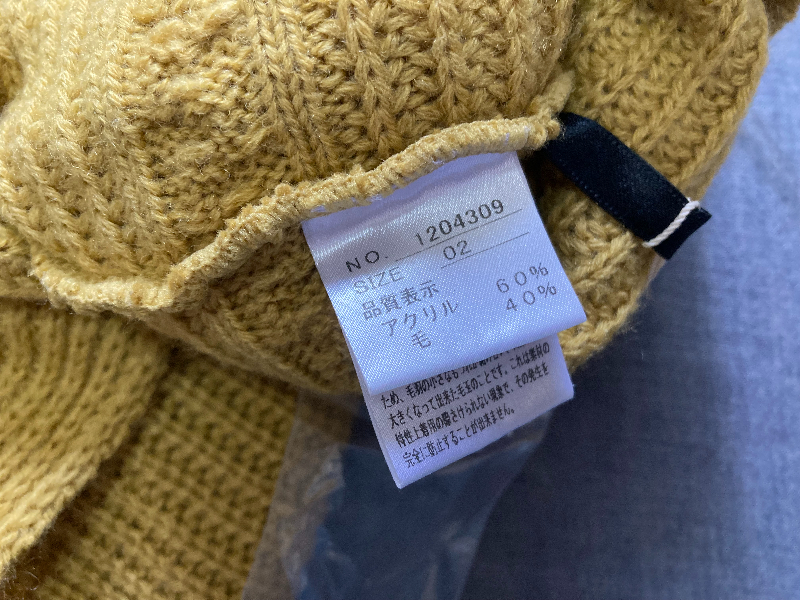 NO. 1204309
SIZE 02
品質表示
アクリル 60%
毛 40%
ため、毛羽の小さなも
大きくなって出来た毛玉のことです。これは素材の
特性上着用の際さけられない現象で、その発生を
完全に防止することが出来ません。